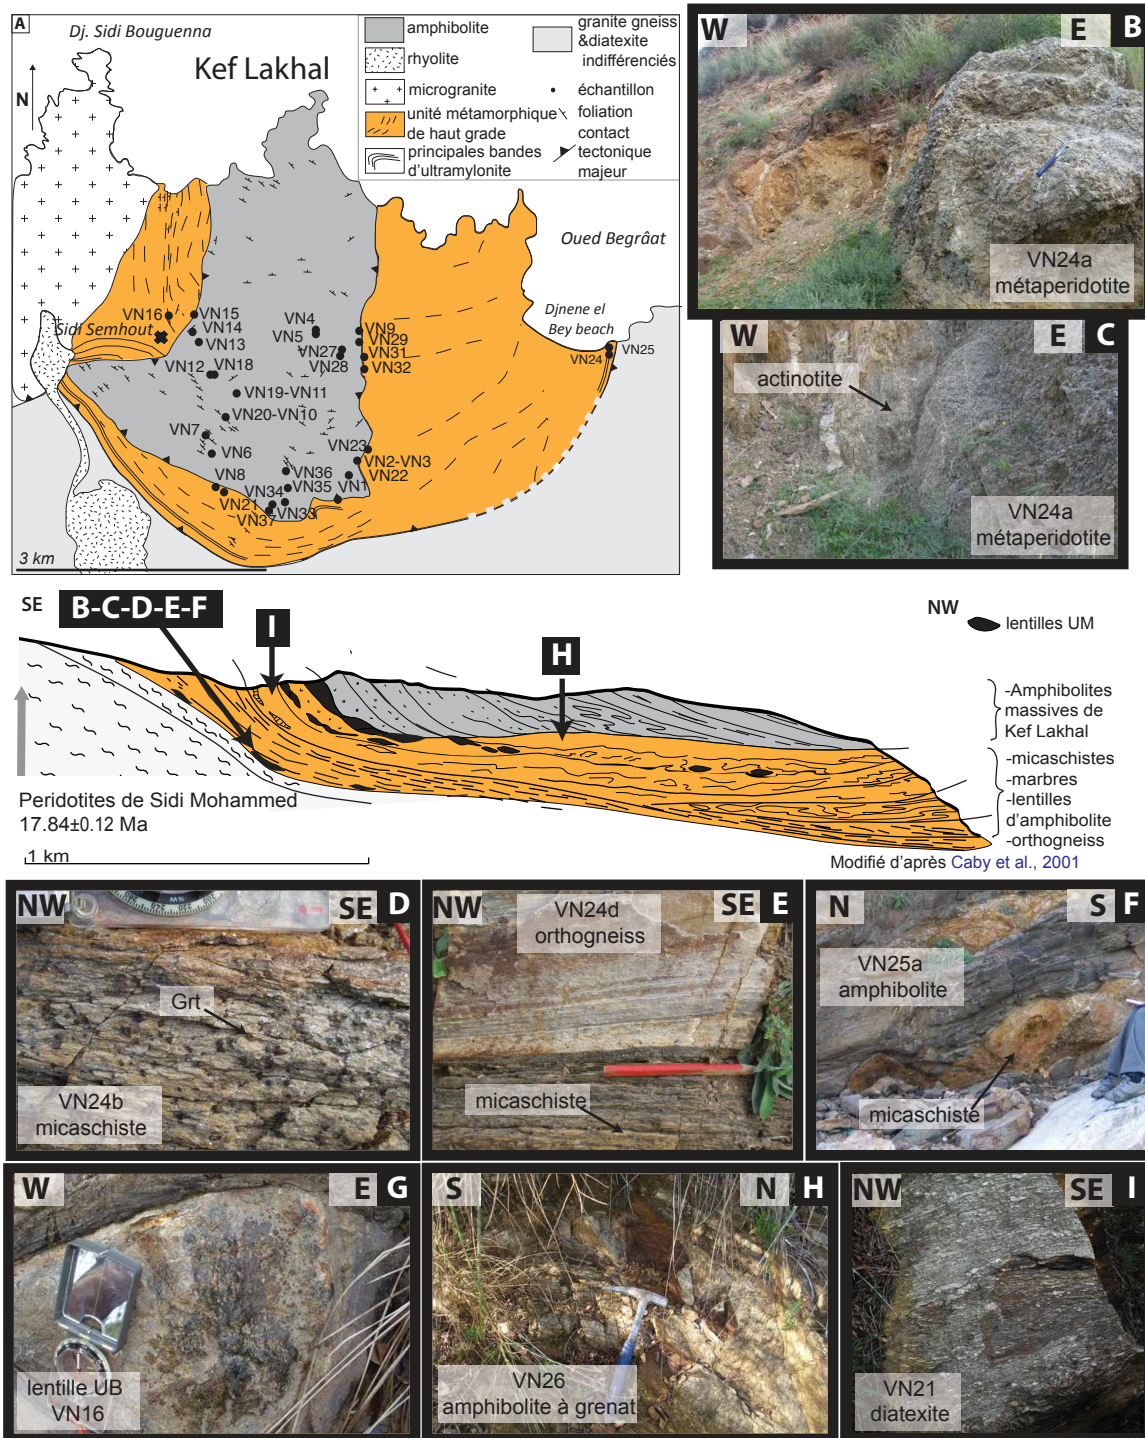 A
Dj. Sidi Bouguenna
Kef Lakhal
N
amphibolite
rhyolite
microgranite
unité métamorphique
de haut grade
principales bandes
d'ultramylonite
granite gneiss
&diatexite
indifférenciés
échantillon
foliation
contact
tectonique
majeur
Oued Begrâat
Djnene el
Bey beach
VN25
VN24
VN16
VN15
Sidi Semhout
VN14
VN13
VN4
VN5
VN9
VN29
VN27
VN31
VN28
VN32
VN12
VN18
VN19-VN11
VN20-VN10
VN7
VN6
VN23
VN2-VN3
VN22
VN8
VN36
VN35
VN1
VN34
VN21
VN33
VN37
3 km
W
E
B
VN24a
métaperidotite
W
E
C
actinotite
VN24a
métaperidotite
SE
B-C-D-E-F
I
H
NW
lentilles UM
-Amphibolites
massives de
Kef Lakhal
-micaschistes
-marbres
-lentilles
d'amphibolite
-orthogneiss
Peridotites de Sidi Mohammed
17.84±0.12 Ma
1 km
Modifié d'après Caby et al., 2001
NW
SE
D
Grt
VN24b
micaschiste
NW
SE
E
VN24d
orthogneiss
micaschiste
N
S
F
VN25a
amphibolite
micaschiste
W
E
G
lentille UB
VN16
S
N
H
VN26
amphibolite à grenat
NW
SE
I
VN21
diatexite